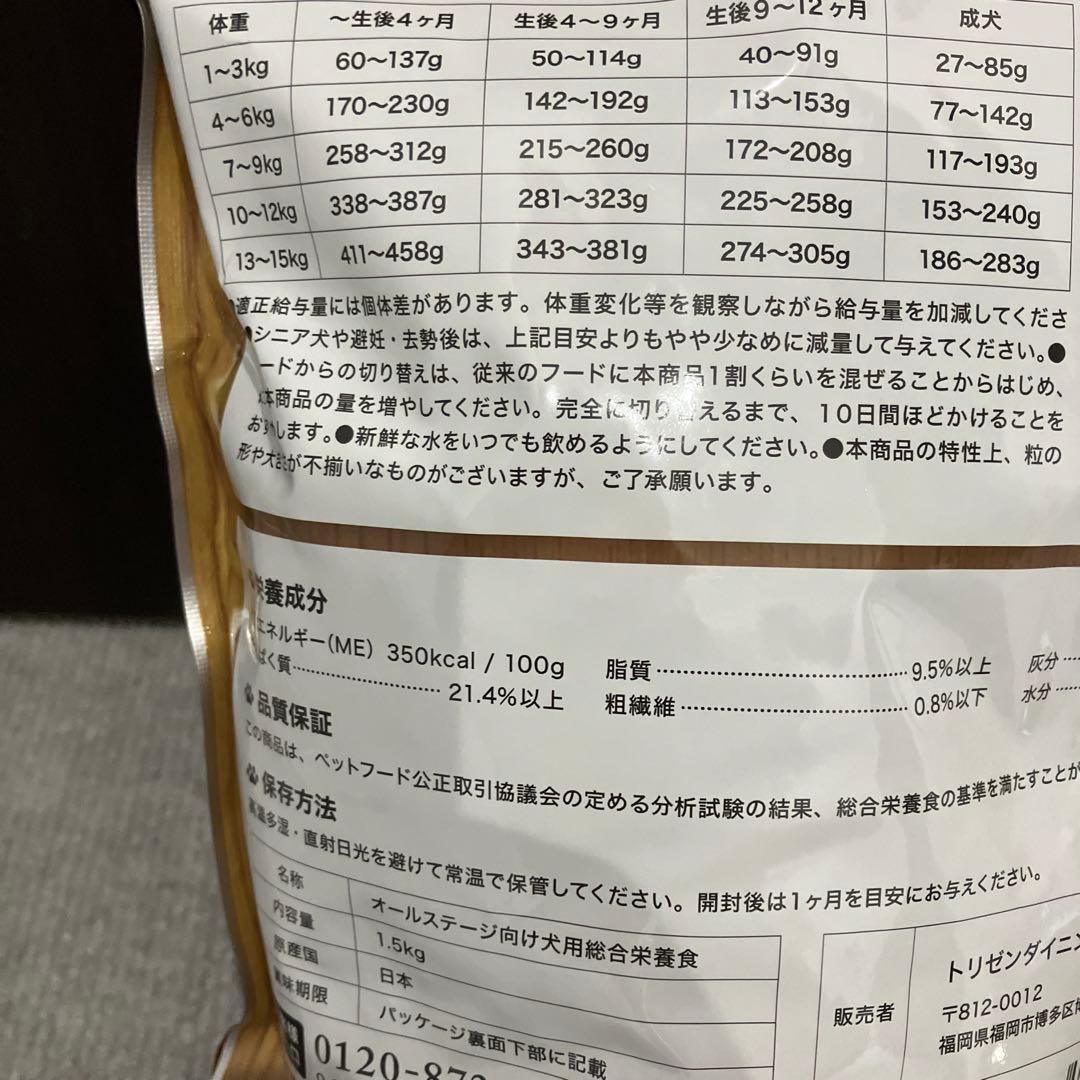 体重 〜生後4ヶ月 生後4〜9ヶ月 生後9〜12ヶ月 成犬
1〜3kg 60〜137g 50〜114g 40〜91g 27〜85g
4〜6kg 170〜230g 142〜192g 113〜153g 77〜142g
7〜9kg 258〜312g 215〜260g 172〜208g 117〜193g
10〜12kg 338〜387g 281〜323g 225〜258g 153〜240g
13〜15kg 411〜458g 343〜381g 274〜305g 186〜283g
適正給与量には個体差があります。体重変化等を観察しながら給与量を加減してくださ
●シニア犬や避妊・去勢後は、上記目安よりもやや少なめに減量して与えてください。●
ードからの切り替えは、従来のフードに本商品1割くらいを混ぜることからはじめ、
本商品の量を増やしてください。完全に切り替えるまで、10日間ほどかけることを
おすすめします。●新鮮な水をいつでも飲めるようにしてください。●本商品の特性上、粒の
形や大きさが不揃いなものがございますが、ご了承願います。
栄養成分
エネルギー(ME) 350kcal / 100g 脂質 9.5%以上 灰分
ぱく質 21.4%以上 粗繊維 0.8%以下 水分
品質保証
この商品は、ペットフード公正取引協議会の定める分析試験の結果、総合栄養食の基準を満たすことが
保存方法
高温多湿・直射日光を避けて常温で保管してください。開封後は1ヶ月を目安にお与えください。
名称 オールステージ向け犬用総合栄養食
内容量 1.5kg
原産国 日本
賞味期限 パッケージ裏面下部に記載
販売者 トリゼンダイニン
〒812-0012
福岡県福岡市博多区
0120-873